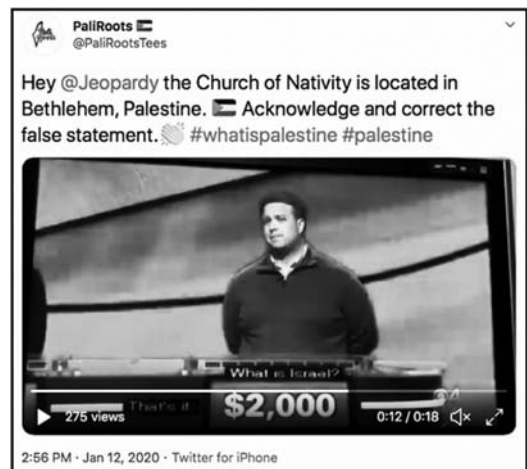 PaliRoots 🇵🇸
@PaliRootsTees
Hey @Jeopardy the Church of Nativity is located in
Bethlehem, Palestine. 🇵🇸 Acknowledge and correct the
false statement.👏🏻 #whatispalestine #palestine
What is Israel?
That's it.
$2,000
275 views
0:12 / 0:18
2:56 PM · Jan 12, 2020 · Twitter for iPhone